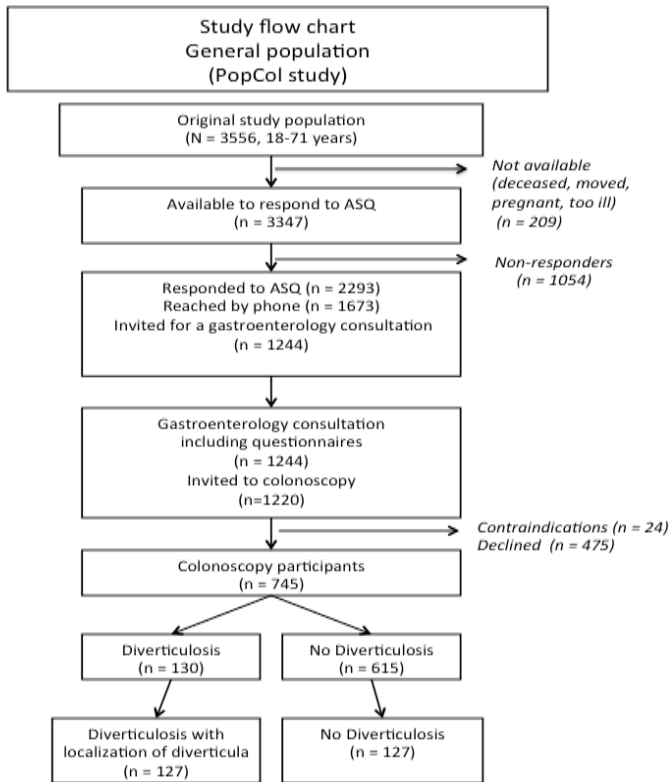 Study flow chart
General population
(PopCol study)
Original study population
(N = 3556, 18-71 years)
Not available
(deceased, moved,
pregnant, too ill)
(n = 209)
Available to respond to ASQ
(n = 3347)
Non-responders
(n = 1054)
Responded to ASQ (n = 2293)
Reached by phone (n = 1673)
Invited for a gastroenterology consultation
(n = 1244)
Gastroenterology consultation
including questionnaires
(n = 1244)
Invited to colonoscopy
(n=1220)
Contraindications (n = 24)
Declined (n = 475)
Colonoscopy participants
(n = 745)
Diverticulosis
(n = 130)
No Diverticulosis
(n = 615)
Diverticulosis with
localization of diverticula
(n = 127)
No Diverticulosis
(n = 127)